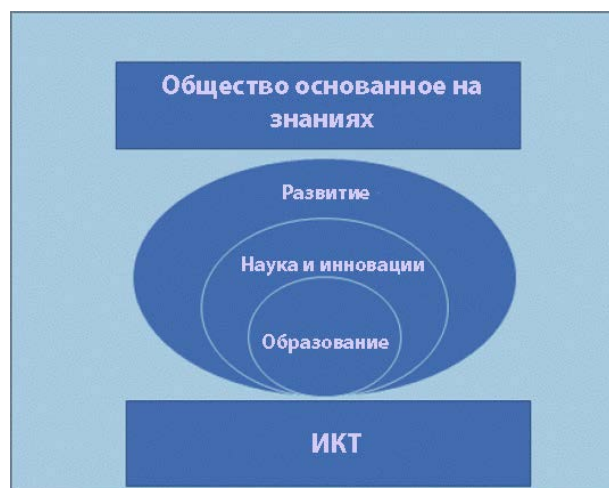 Общество основанное на
знаниях
Развитие
Наука и инновации
Образование
ИКТ